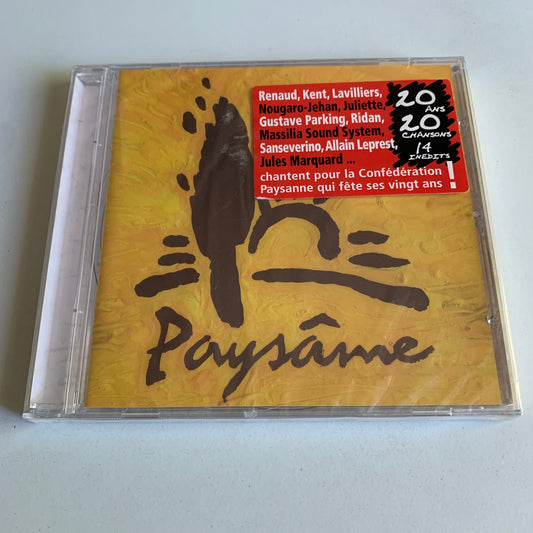 Renaud, Kent, Lavilliers,
Nougaro-Jehan, Juliette,
Gustave Parking, Ridan,
Massilia Sound System,
Sanseverino, Allain Leprest,
Jules Marquard ...
chantent pour la Confédération
Paysanne qui fête ses vingt ans !
20
ANS
20
CHANSONS
14
INEDITS
Paysâme